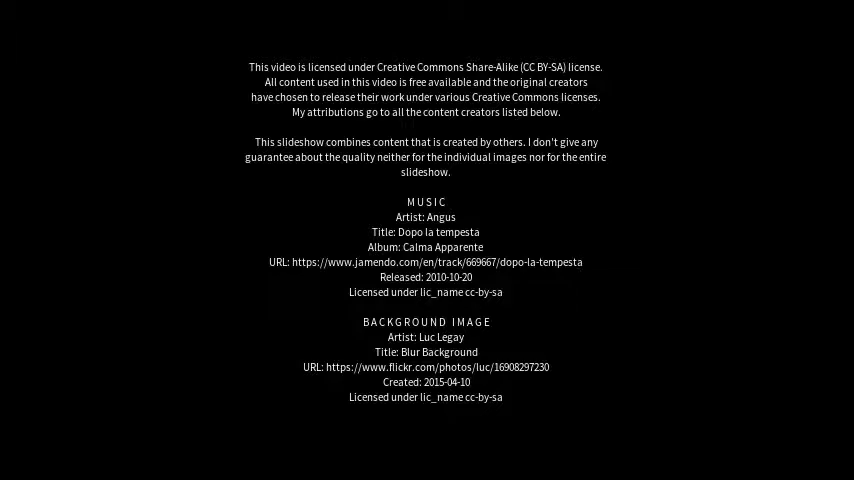 This video is licensed under Creative Commons Share-Alike (CC BY-SA) license.
All content used in this video is free available and the original creators
have chosen to release their work under various Creative Commons licenses.
My attributions go to all the content creators listed below.
This slideshow combines content that is created by others. I don't give any
guarantee about the quality neither for the individual images nor for the entire
slideshow.
MUSIC
Artist: Angus
Title: Dopo la tempesta
Album: Calma Apparente
URL: https://www.jamendo.com/en/track/669667/dopo-la-tempesta
Released: 2010-10-20
Licensed under lic_name cc-by-sa
BACKGROUND IMAGE
Artist: Luc Legay
Title: Blur Background
URL: https://www.flickr.com/photos/luc/16908297230
Created: 2015-04-10
Licensed under lic_name cc-by-sa